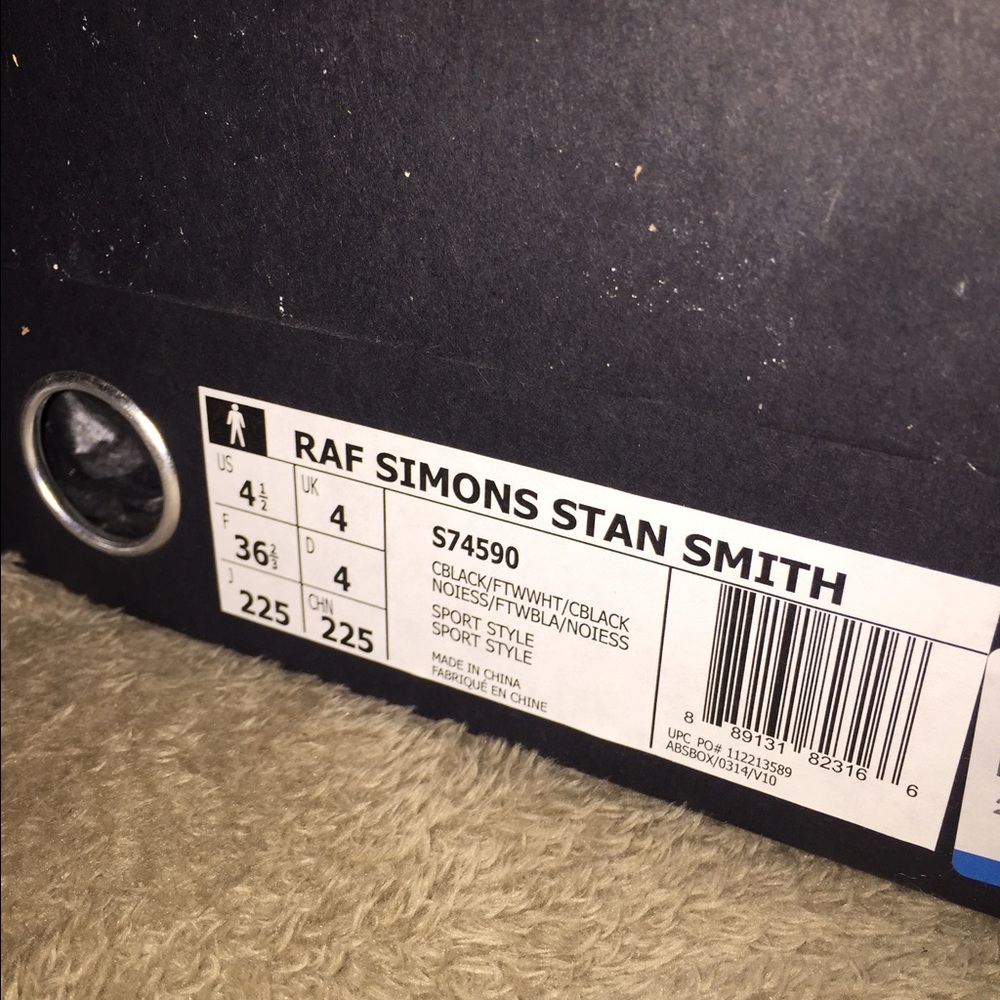 RAF SIMONS STAN SMITH
US
4½
UK
4
F
36⅔
D
4
J
225
CHN
225
S74590
CBLACK/FTWWHT/CBLACK
NOIESS/FTWBLA/NOIESS
SPORT STYLE
SPORT STYLE
MADE IN CHINA
FABRIQUÉ EN CHINE
8 89131 82316 6
UPC PO# 112213589
ABSBOX/0314/V10